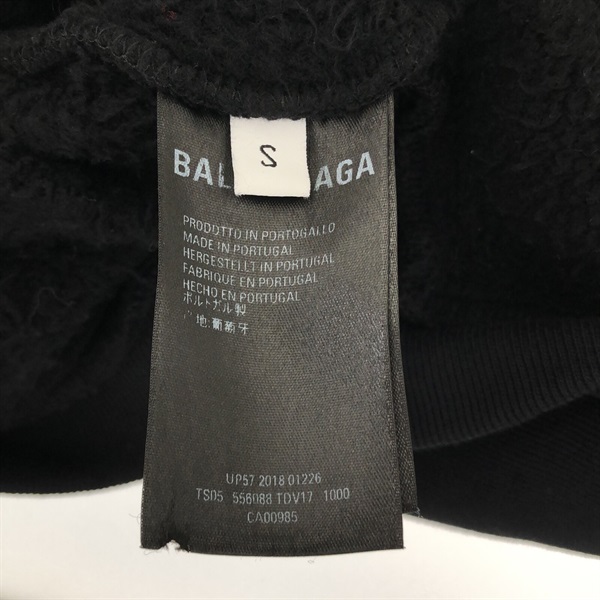 S
BAL AGA
PRODOTTO IN PORTOGALLO
MADE IN PORTUGAL
HERGESTELLT IN PORTUGAL
FABRIQUE EN PORTUGAL
HECHO EN PORTUGAL
ポルトガル製
产地:葡萄牙
UP57 2018 01226
TS05 556088 TDV17 1000
CA00985